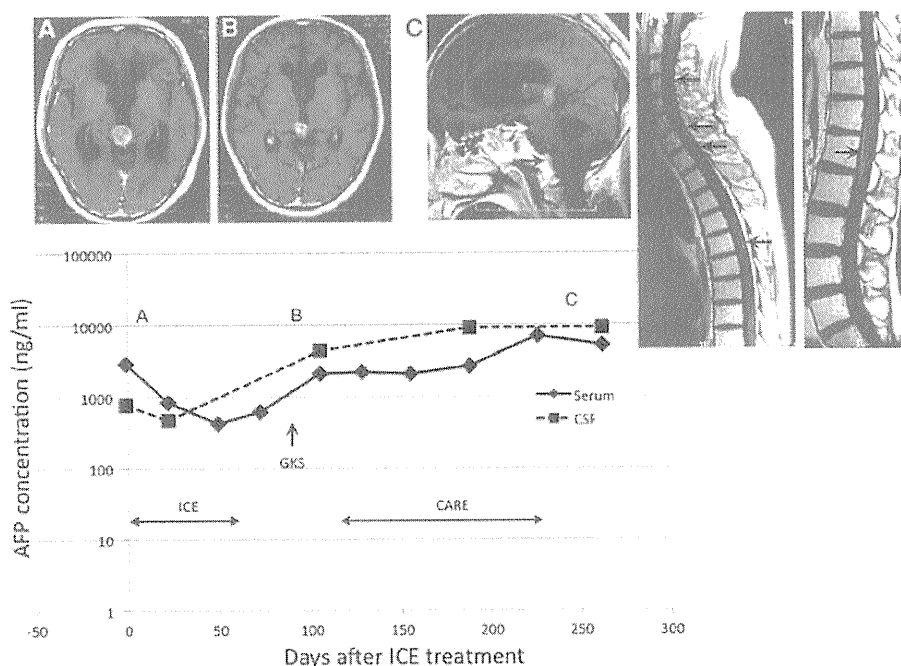 A
B
C
AFP concentration (ng/ml)
100000
10000
1000
100
10
1
A
B
C
Serum
CSF
GKS
ICE
CARE
-50
0
50
100
150
200
250
300
Days after ICE treatment